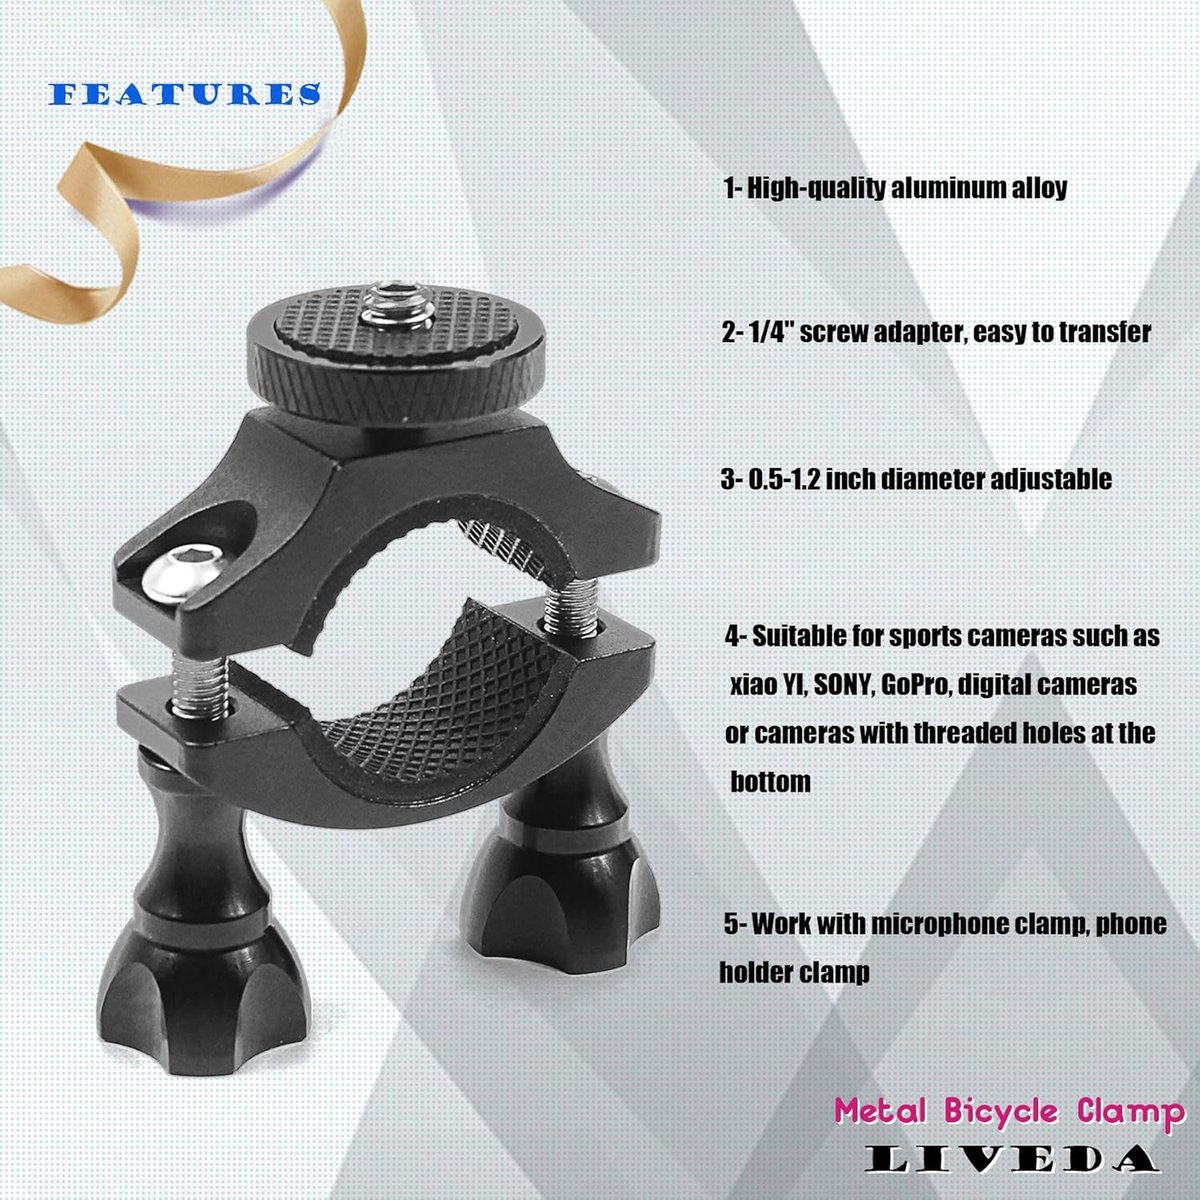 FEATURES
1- High-quality aluminum alloy
2- 1/4" screw adapter, easy to transfer
3- 0.5-1.2 inch diameter adjustable
4- Suitable for sports cameras such as
xiao YI, SONY, GoPro, digital cameras
or cameras with threaded holes at the
bottom
5- Work with microphone clamp, phone
holder clamp
Metal Bicycle Clamp
LIVEDA